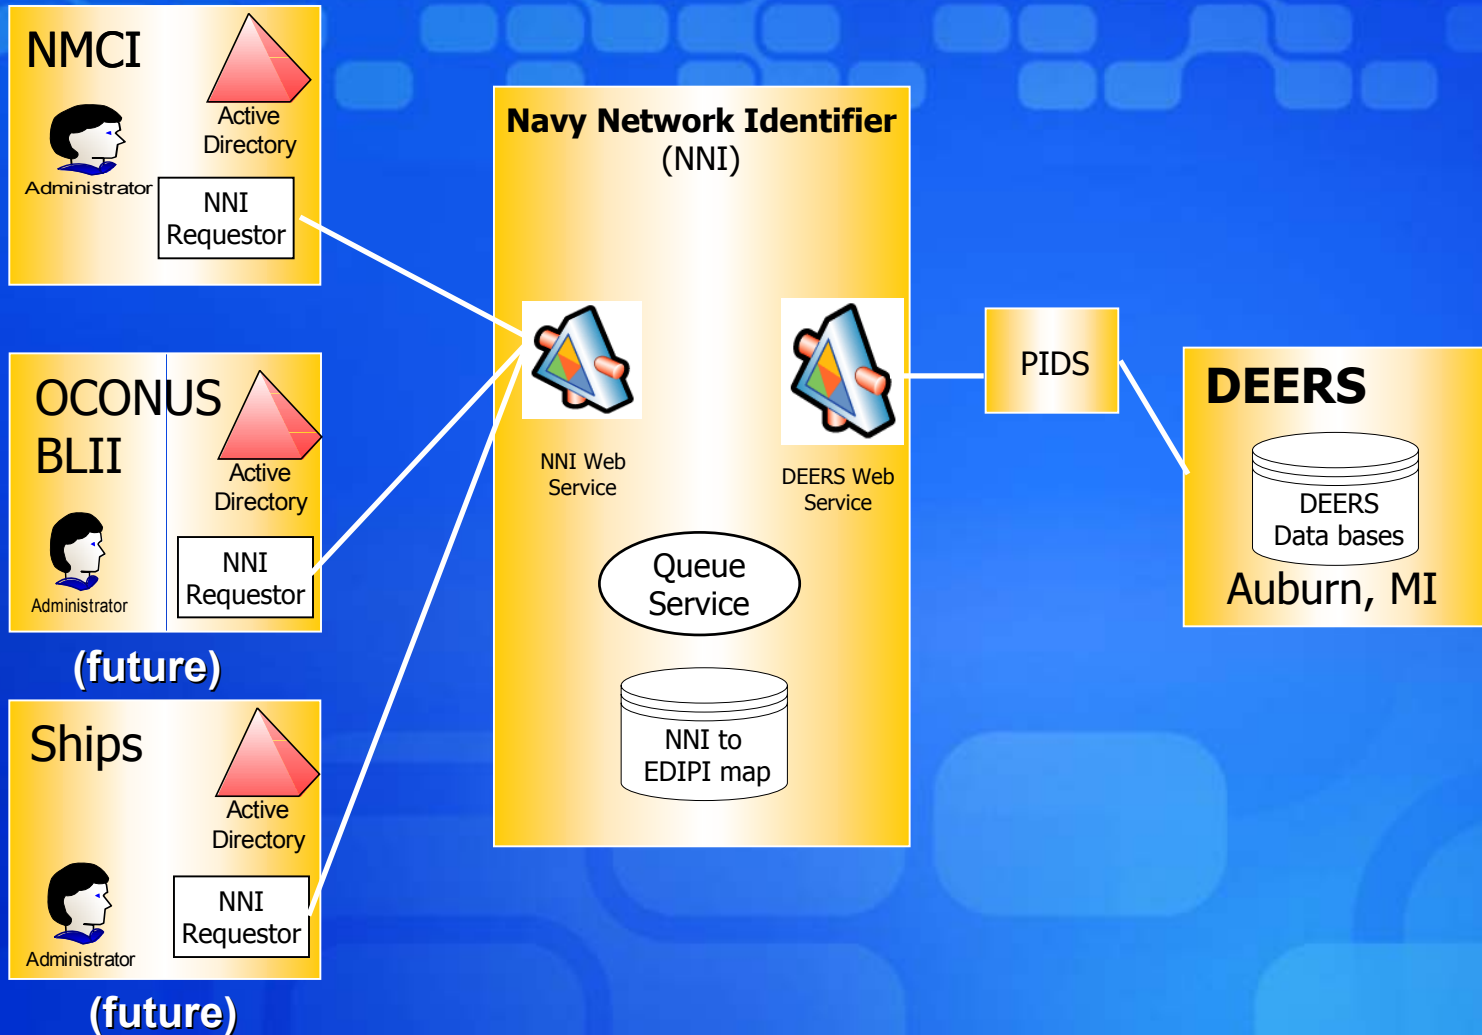 NMCI
Active
Directory
Administrator
NNI
Requestor
OCONUS
BLII
Active
Directory
Administrator
NNI
Requestor
(future)
Ships
Active
Directory
Administrator
NNI
Requestor
(future)
Navy Network Identifier
(NNI)
NNI Web
Service
DEERS Web
Service
Queue
Service
NNI to
EDIPI map
PIDS
DEERS
DEERS
Data bases
Auburn, MI